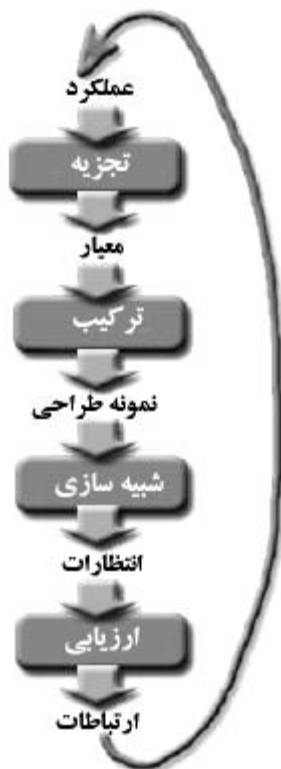 عملکرد
تجزیه
معیار
ترکیب
نمونه طراحی
شبیه سازی
انتظارات
ارزیابی
ارتباطات